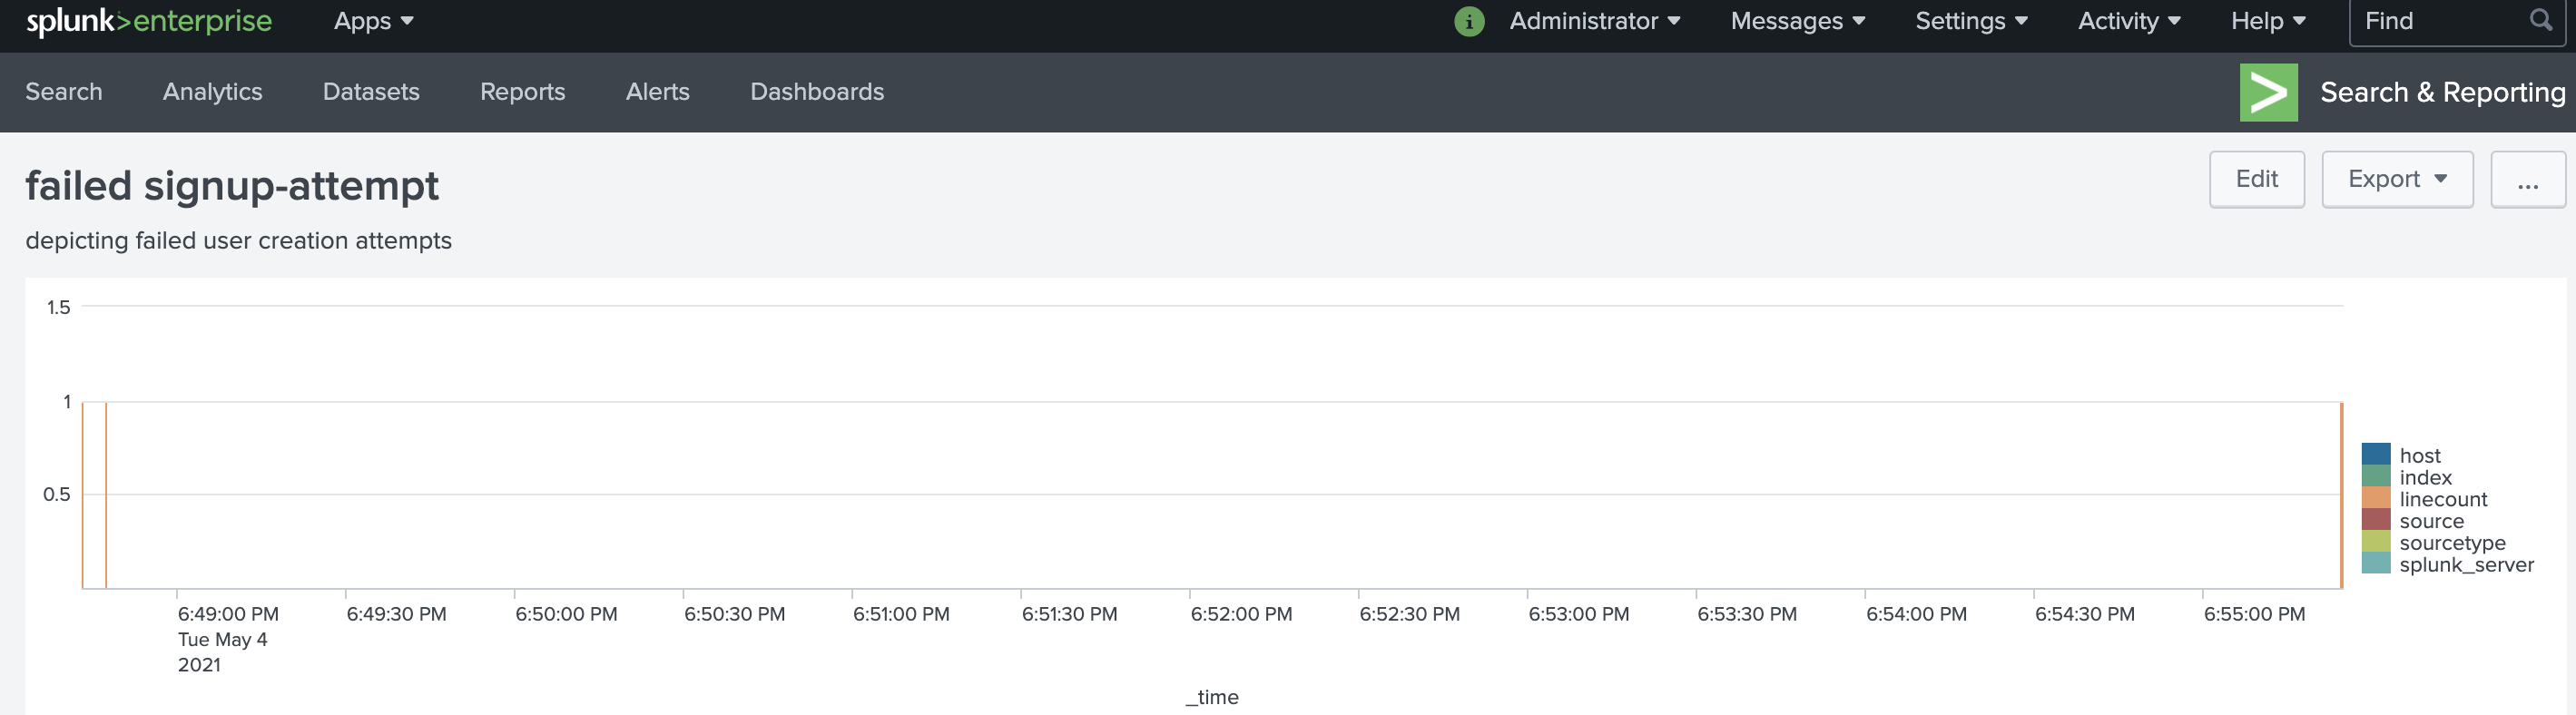 splunk>enterprise Apps i Administrator Messages Settings Activity Help Find
Search Analytics Datasets Reports Alerts Dashboards > Search & Reporting
failed signup-attempt Edit Export ...
depicting failed user creation attempts
1.5
1
0.5
host
index
linecount
source
sourcetype
splunk_server
6:49:00 PM 6:49:30 PM 6:50:00 PM 6:50:30 PM 6:51:00 PM 6:51:30 PM 6:52:00 PM 6:52:30 PM 6:53:00 PM 6:53:30 PM 6:54:00 PM 6:54:30 PM 6:55:00 PM
Tue May 4
2021
_time